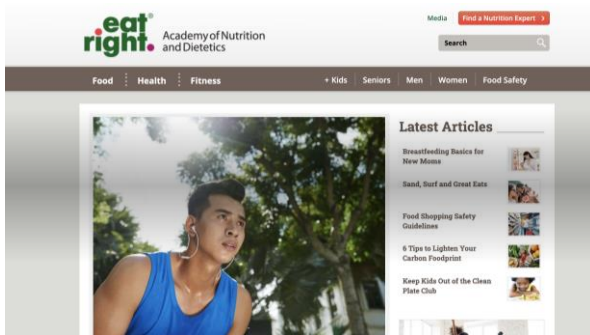 eat
right.
Academy of Nutrition
and Dietetics
Media
Find a Nutrition Expert >
Search
Food
Health
Fitness
+ Kids
Seniors
Men
Women
Food Safety
Latest Articles
Breastfeeding Basics for
New Moms
Sand, Surf and Great Eats
Food Shopping Safety
Guidelines
6 Tips to Lighten Your
Carbon Footprint
Keep Kids Out of the Clean
Plate Club